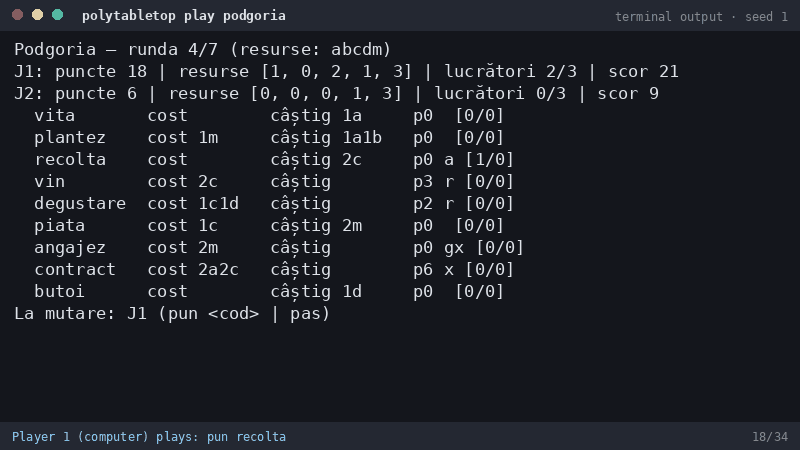 polytabletop play podgoria
terminal output · seed 1
Podgoria — runda 4/7 (resurse: abcdm)
J1: puncte 18 | resurse [1, 0, 2, 1, 3] | lucrători 2/3 | scor 21
J2: puncte 6 | resurse [0, 0, 0, 1, 3] | lucrători 0/3 | scor 9
vita cost câștig 1a p0 [0/0]
plantez cost 1m câștig 1a1b p0 [0/0]
recolta cost câștig 2c p0 a [1/0]
vin cost 2c câștig p3 r [0/0]
degustare cost 1c1d câștig p2 r [0/0]
piata cost 1c câștig 2m p0 [0/0]
angajez cost 2m câștig p0 gx [0/0]
contract cost 2a2c câștig p6 x [0/0]
butoi cost câștig 1d p0 [0/0]
La mutare: J1 (pun <cod> | pas)
Player 1 (computer) plays: pun recolta
18/34